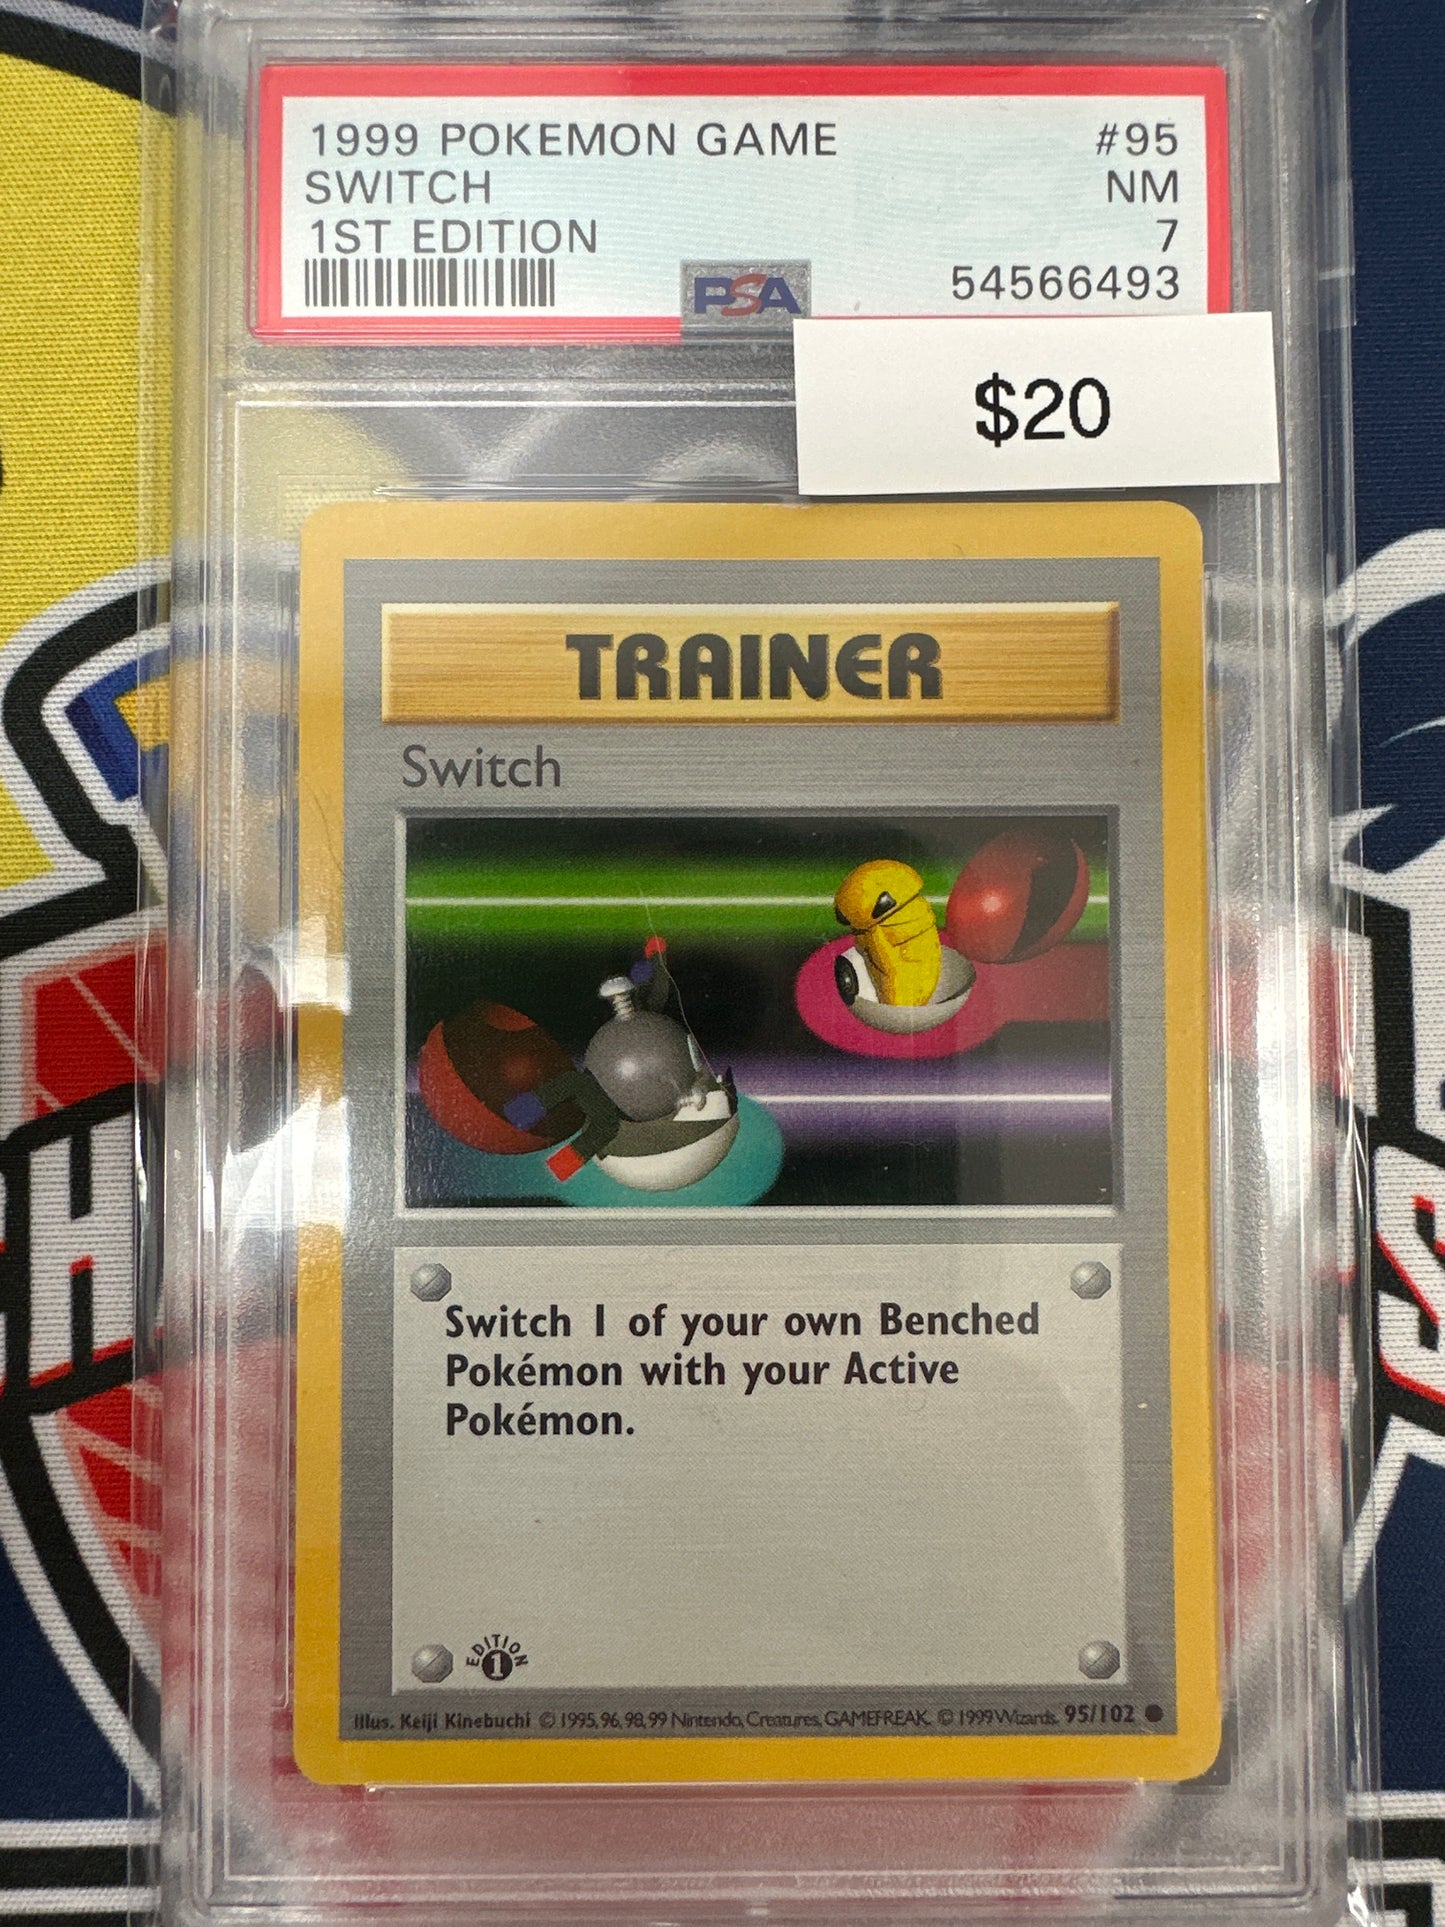 1999 POKEMON GAME #95
SWITCH NM
1ST EDITION 7
PSA 54566493
$20
TRAINER
Switch
Switch 1 of your own Benched
Pokémon with your Active
Pokémon.
EDITION
1
Illus. Keiji Kinebuchi © 1995, 96, 98, 99 Nintendo, Creatures, GAMEFREAK. © 1999 Wizards. 95/102